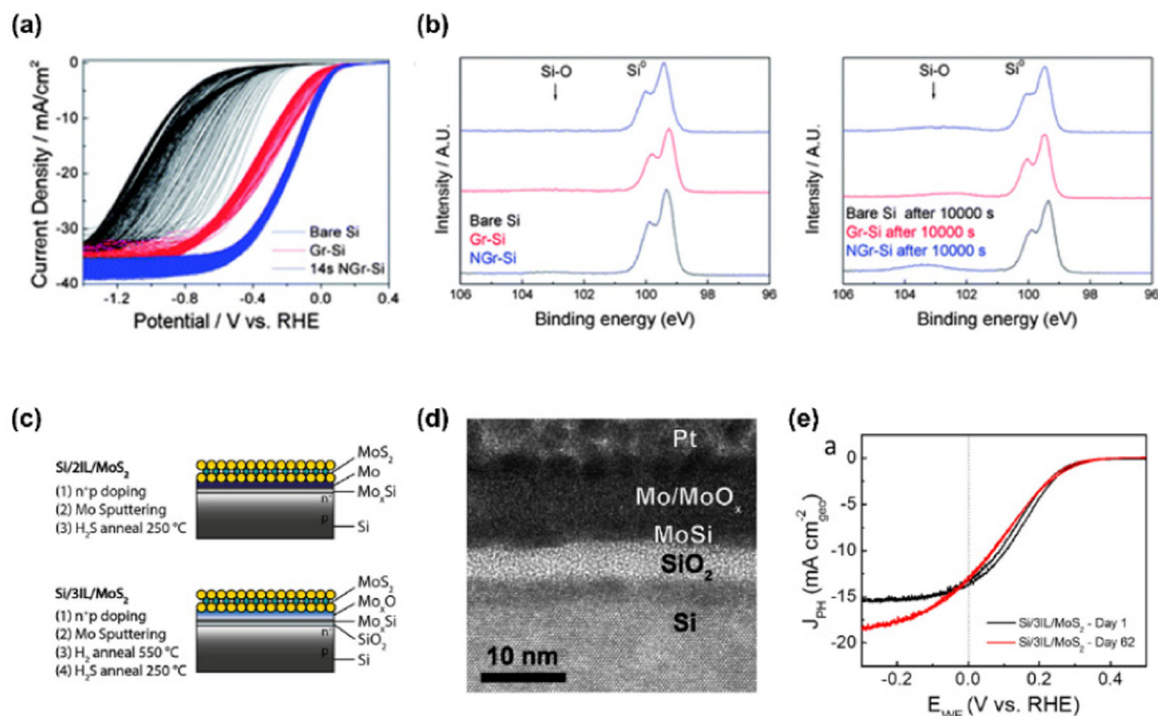 (a)
0
-10
-20
-30
-40
Current Density / mA/cm²
Bare Si
Gr-Si
14s NGr-Si
-1.2
-0.8
-0.4
0.0
0.4
Potential / V vs. RHE
(b)
Intensity / A.U.
Si-O
Si⁰
Bare Si
Gr-Si
NGr-Si
106
104
102
100
98
96
Binding energy (eV)
Intensity / A.U.
Si-O
Si⁰
Bare Si after 10000 s
Gr-Si after 10000 s
NGr-Si after 10000 s
106
104
102
100
98
96
Binding energy (eV)
(c)
Si/2IL/MoS₂
(1) n⁺p doping
(2) Mo Sputtering
(3) H₂S anneal 250 °C
MoS₂
Mo
MoₓSi
Si
n⁺
p
Si/3IL/MoS₂
(1) n⁺p doping
(2) Mo Sputtering
(3) H₂ anneal 550 °C
(4) H₂S anneal 250 °C
MoS₂
MoₓO
MoₓSi
SiO₂
Si
n⁺
p
(d)
Pt
Mo/MoOₓ
MoSi
SiO₂
Si
10 nm
(e)
a
0
-5
-10
-15
-20
J_PH (mA cm⁻²_geo)
Si/3IL/MoS₂ - Day 1
Si/3IL/MoS₂ - Day 62
-0.2
0.0
0.2
0.4
E_WE (V vs. RHE)